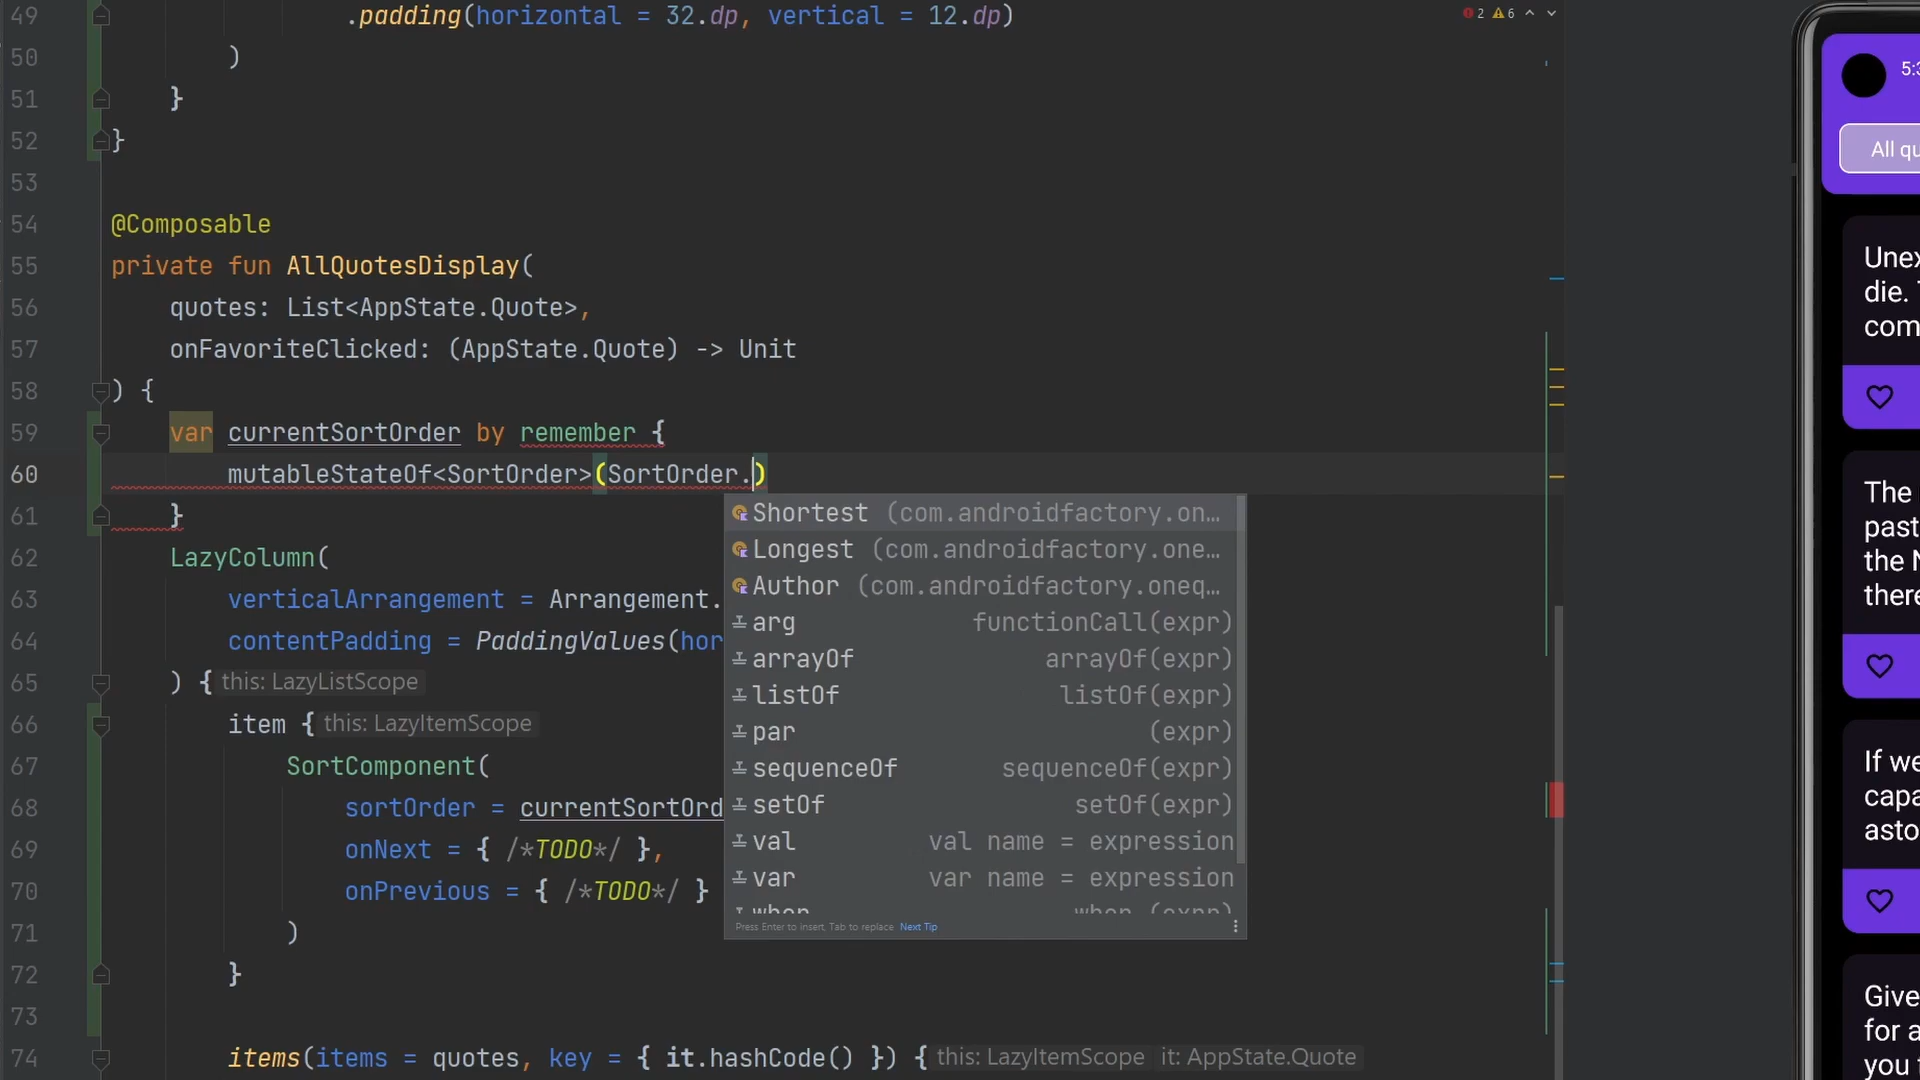 49 .padding(horizontal = 32.dp, vertical = 12.dp)
2 6
50 )
51 }
52 }
53
54 @Composable
55 private fun AllQuotesDisplay(
56 quotes: List<AppState.Quote>,
57 onFavoriteClicked: (AppState.Quote) -> Unit
58 ) {
59 var currentSortOrder by remember {
60 mutableStateOf<SortOrder>(SortOrder.)
61 }
62 LazyColumn(
63 verticalArrangement = Arrangement.
64 contentPadding = PaddingValues(hor
65 ) { this: LazyListScope
66 item { this: LazyItemScope
67 SortComponent(
68 sortOrder = currentSortOrd
69 onNext = { /*TODO*/ },
70 onPrevious = { /*TODO*/ }
71 )
72 }
73
74 items(items = quotes, key = { it.hashCode() }) { this: LazyItemScope it: AppState.Quote
Shortest (com.androidfactory.on...
Longest (com.androidfactory.one...
Author (com.androidfactory.oneq...
arg functionCall(expr)
arrayOf arrayOf(expr)
listOf listOf(expr)
par (expr)
sequenceOf sequenceOf(expr)
setOf setOf(expr)
val val name = expression
var var name = expression
when when (expr)
Press Enter to insert, Tab to replace Next Tip
5:3
All qu
Unex
die.
com
The
past
the N
there
If we
capa
asto
Give
for a
you